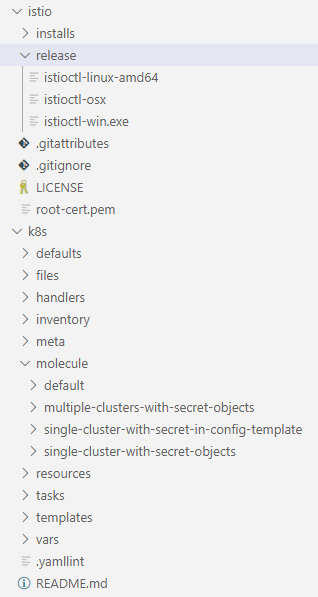 istio
installs
release
istioctl-linux-amd64
istioctl-osx
istioctl-win.exe
.gitattributes
.gitignore
LICENSE
root-cert.pem
k8s
defaults
files
handlers
inventory
meta
molecule
default
multiple-clusters-with-secret-objects
single-cluster-with-secret-in-config-template
single-cluster-with-secret-objects
resources
tasks
templates
vars
.yamllint
README.md